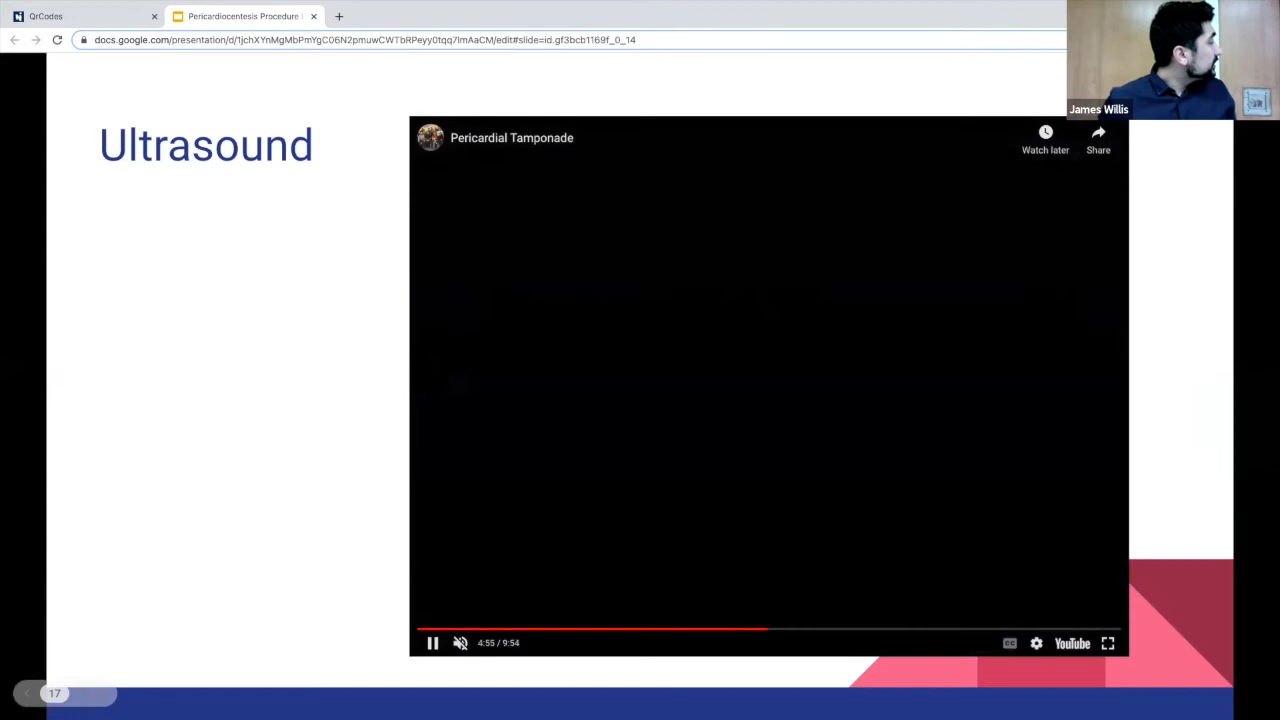 QrCodes
Pericardiocentesis Procedure
docs.google.com/presentation/d/1jchXYnMgMbPmYgC06N2pmuwCWTbRPeyy0tqq7ImAaCM/edit#slide=id.gf3bcb1169f_0_14
James Willis
Ultrasound
Pericardial Tamponade
Watch later
Share
4:55 / 9:54
CC
YouTube
17